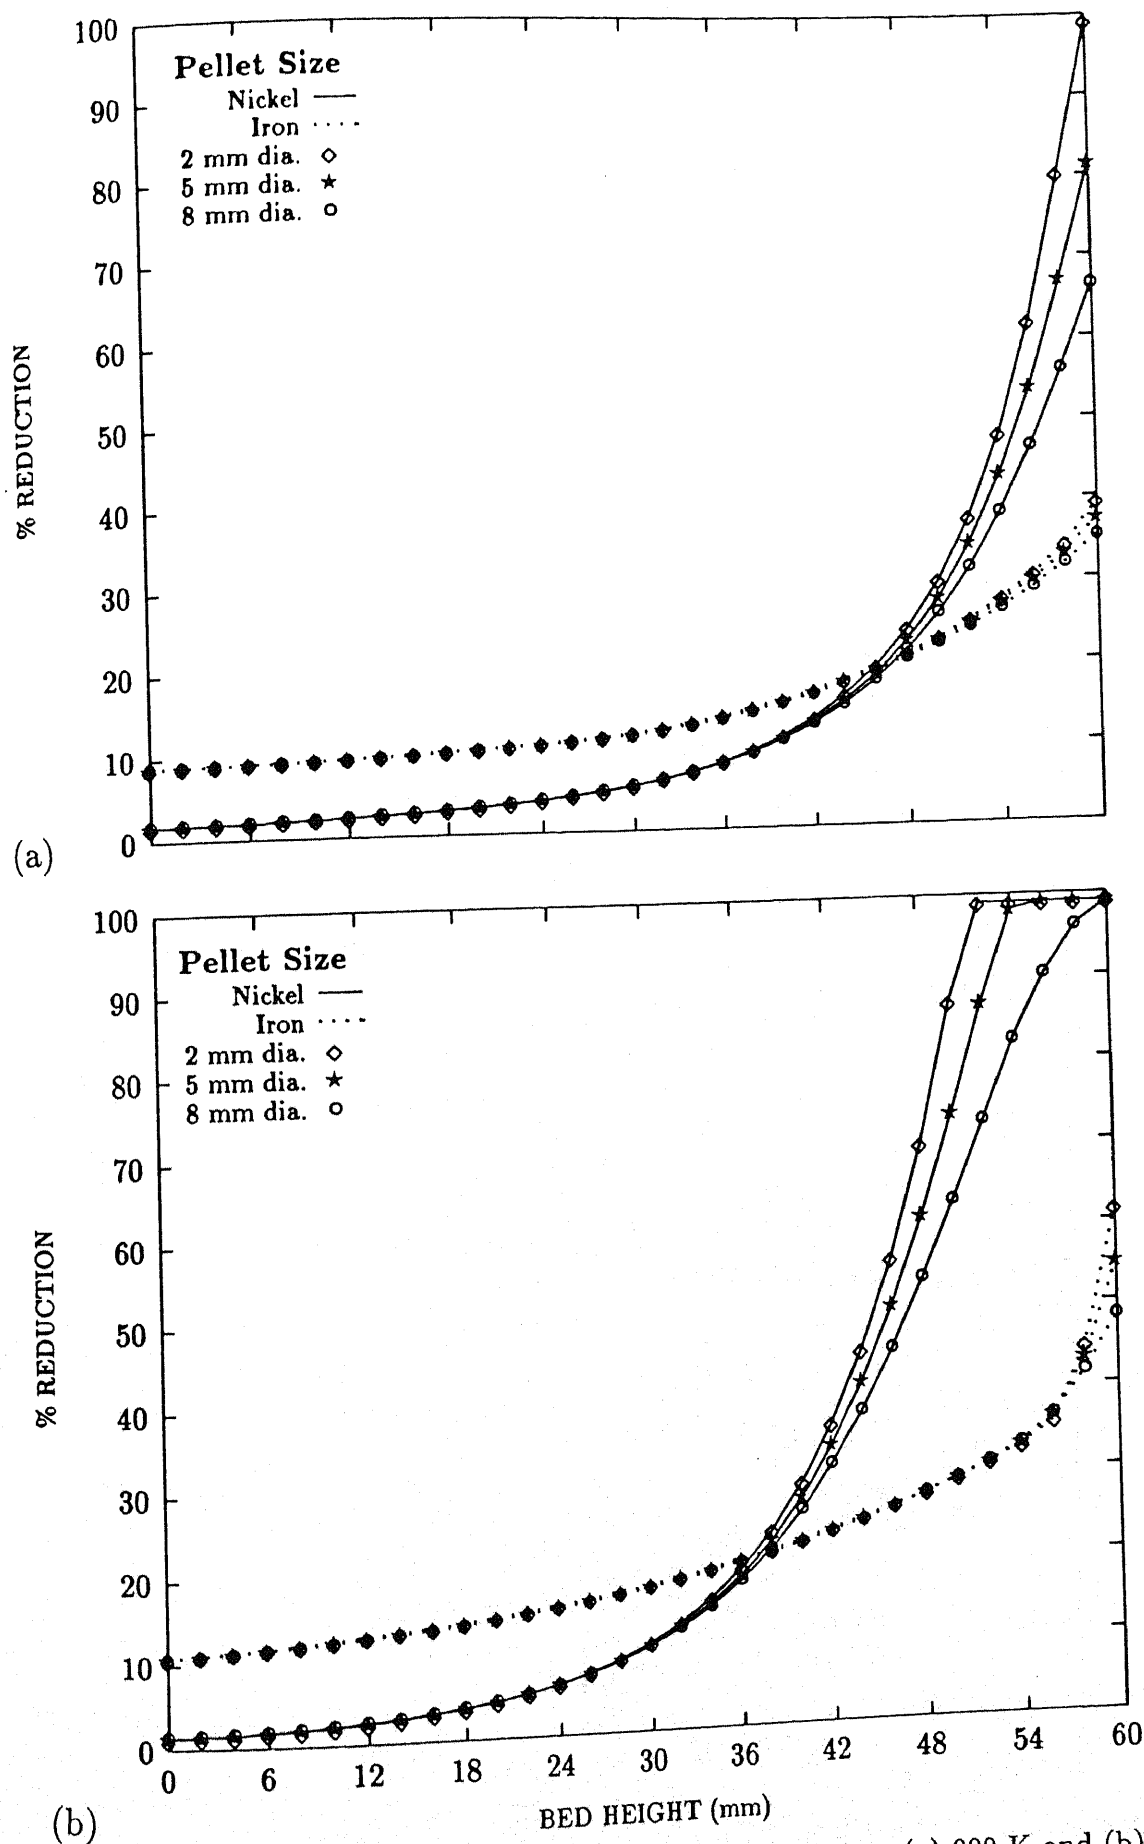 100
90
80
70
60
50
40
30
20
10
0
% REDUCTION
Pellet Size
Nickel
Iron
2 mm dia.
5 mm dia.
8 mm dia.
(a)
100
90
80
70
60
50
40
30
20
10
0
% REDUCTION
Pellet Size
Nickel
Iron
2 mm dia.
5 mm dia.
8 mm dia.
0 6 12 18 24 30 36 42 48 54 60
BED HEIGHT (mm)
(b)
K and (b)